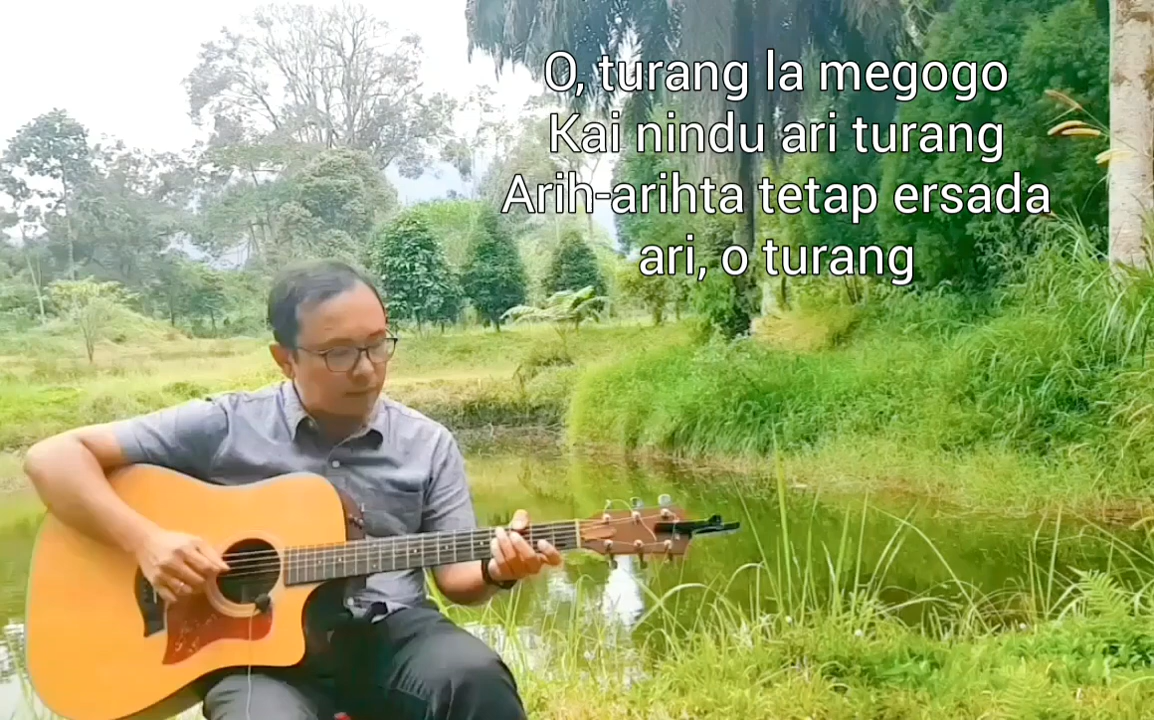 O, turang la megogo
Kai nindu ari turang
Arih-arihta tetap ersada
ari, o turang